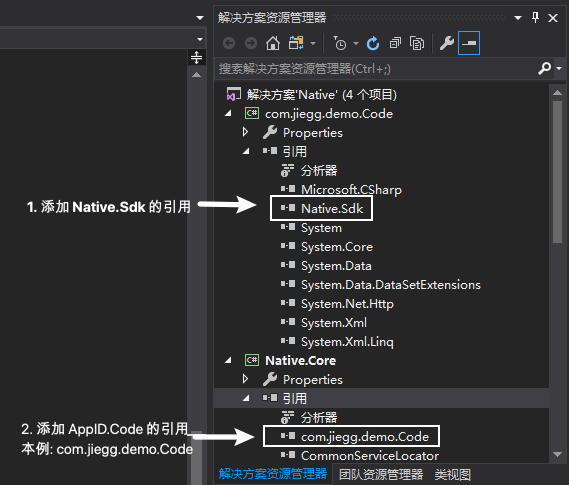 解决方案资源管理器
搜索解决方案资源管理器(Ctrl+;)
解决方案'Native' (4 个项目)
C# com.jiegg.demo.Code
Properties
引用
分析器
Microsoft.CSharp
1. 添加 Native.Sdk 的引用
Native.Sdk
System
System.Core
System.Data
System.Data.DataSetExtensions
System.Net.Http
System.Xml
System.Xml.Linq
C# Native.Core
Properties
引用
分析器
2. 添加 AppID.Code 的引用
本例: com.jiegg.demo.Code
com.jiegg.demo.Code
CommonServiceLocator
解决方案资源管理器 团队资源管理器 类视图